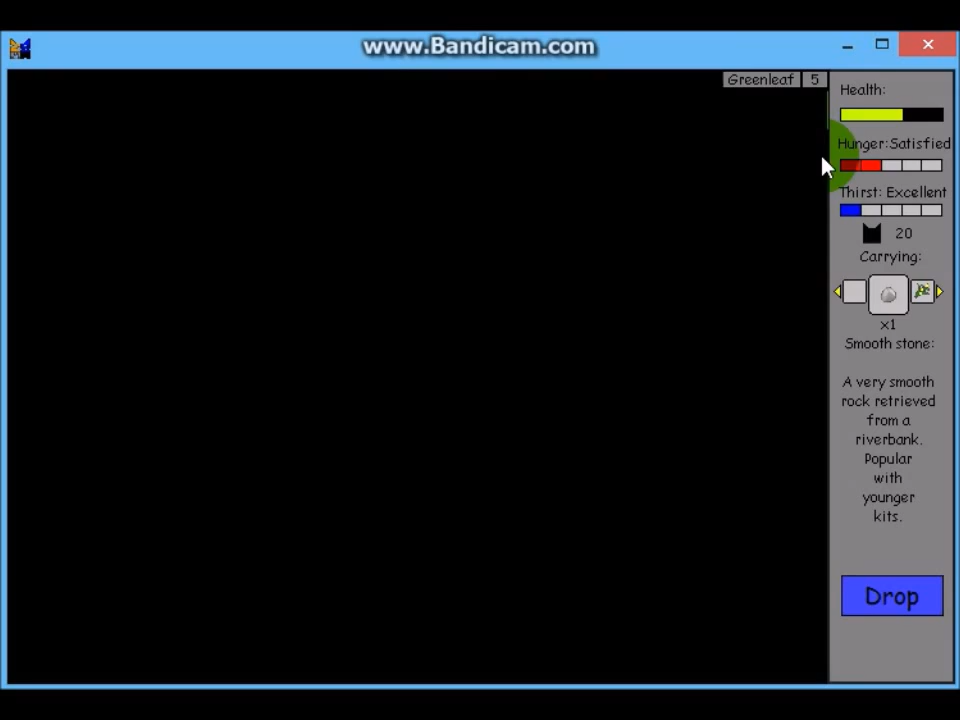 www.Bandicam.com
Greenleaf 5
Health:
Hunger:Satisfied
Thirst: Excellent
20
Carrying:
x1
Smooth stone:
A very smooth
rock retrieved
from a
riverbank.
Popular
with
younger
kits.
Drop